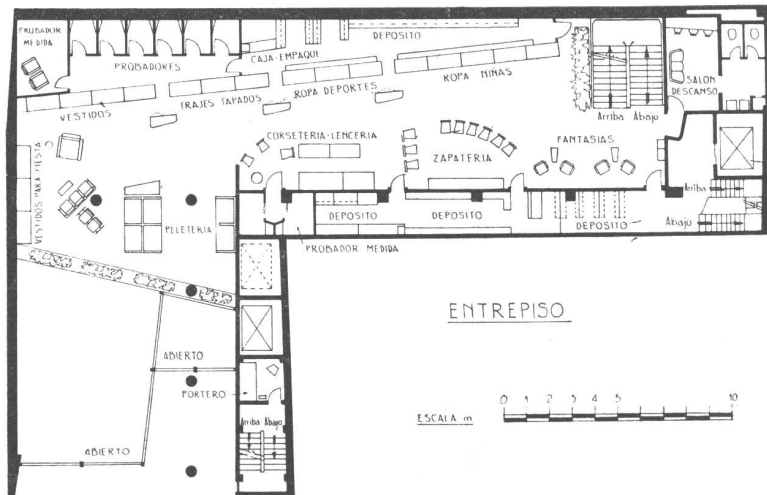 PROBADOR
MEDIDA
PROBADORES
CAJA-EMPAQUE
DEPOSITO
VESTIDOS
TRAJES TAPADOS
ROPA DEPORTES
ROPA NIÑAS
Arriba Abajo
SALON
DESCANSO
CORSETERIA-LENCERIA
ZAPATERIA
FANTASIAS
VESTIDOS PARA FIESTA
PELETERIA
DEPOSITO
DEPOSITO
DEPOSITO
Arriba
Abajo
PROBADOR MEDIDA
ENTREPISO
ABIERTO
PORTERO
Arriba Abajo
ABIERTO
ESCALA m
0 1 2 3 4 5 10